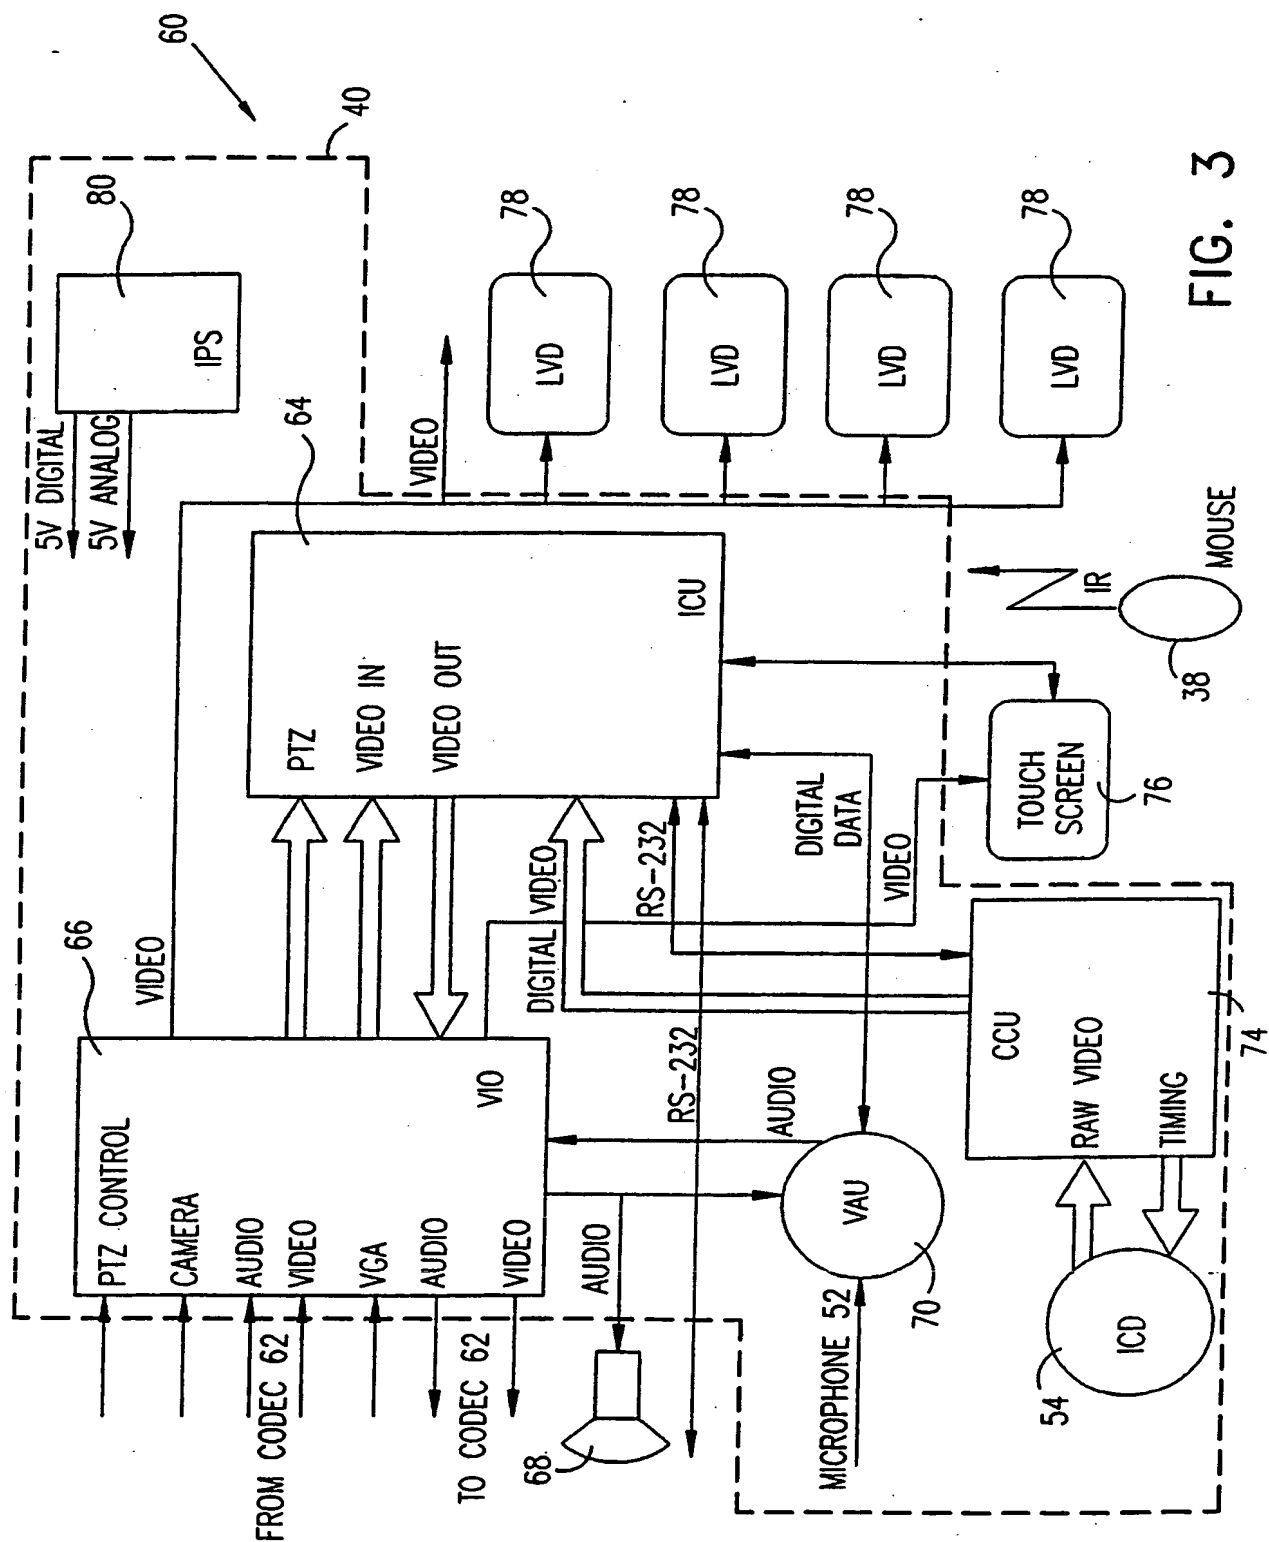 60
40
80
IPS
5V DIGITAL
5V ANALOG
64
VIDEO
78
LVD
78
LVD
78
LVD
78
LVD
FIG. 3
66
VIDEO
PTZ
VIDEO IN
VIDEO OUT
ICU
PTZ CONTROL
CAMERA
AUDIO
VIDEO
VGA
AUDIO
VIDEO
VIO
DIGITAL VIDEO
RS-232
RS-232
DIGITAL
DATA
VIDEO
TOUCH
SCREEN
76
IR
MOUSE
38
FROM CODEC 62
TO CODEC 62
AUDIO
68
AUDIO
VAU
70
MICROPHONE 52
CCU
RAW VIDEO
TIMING
74
ICD
54